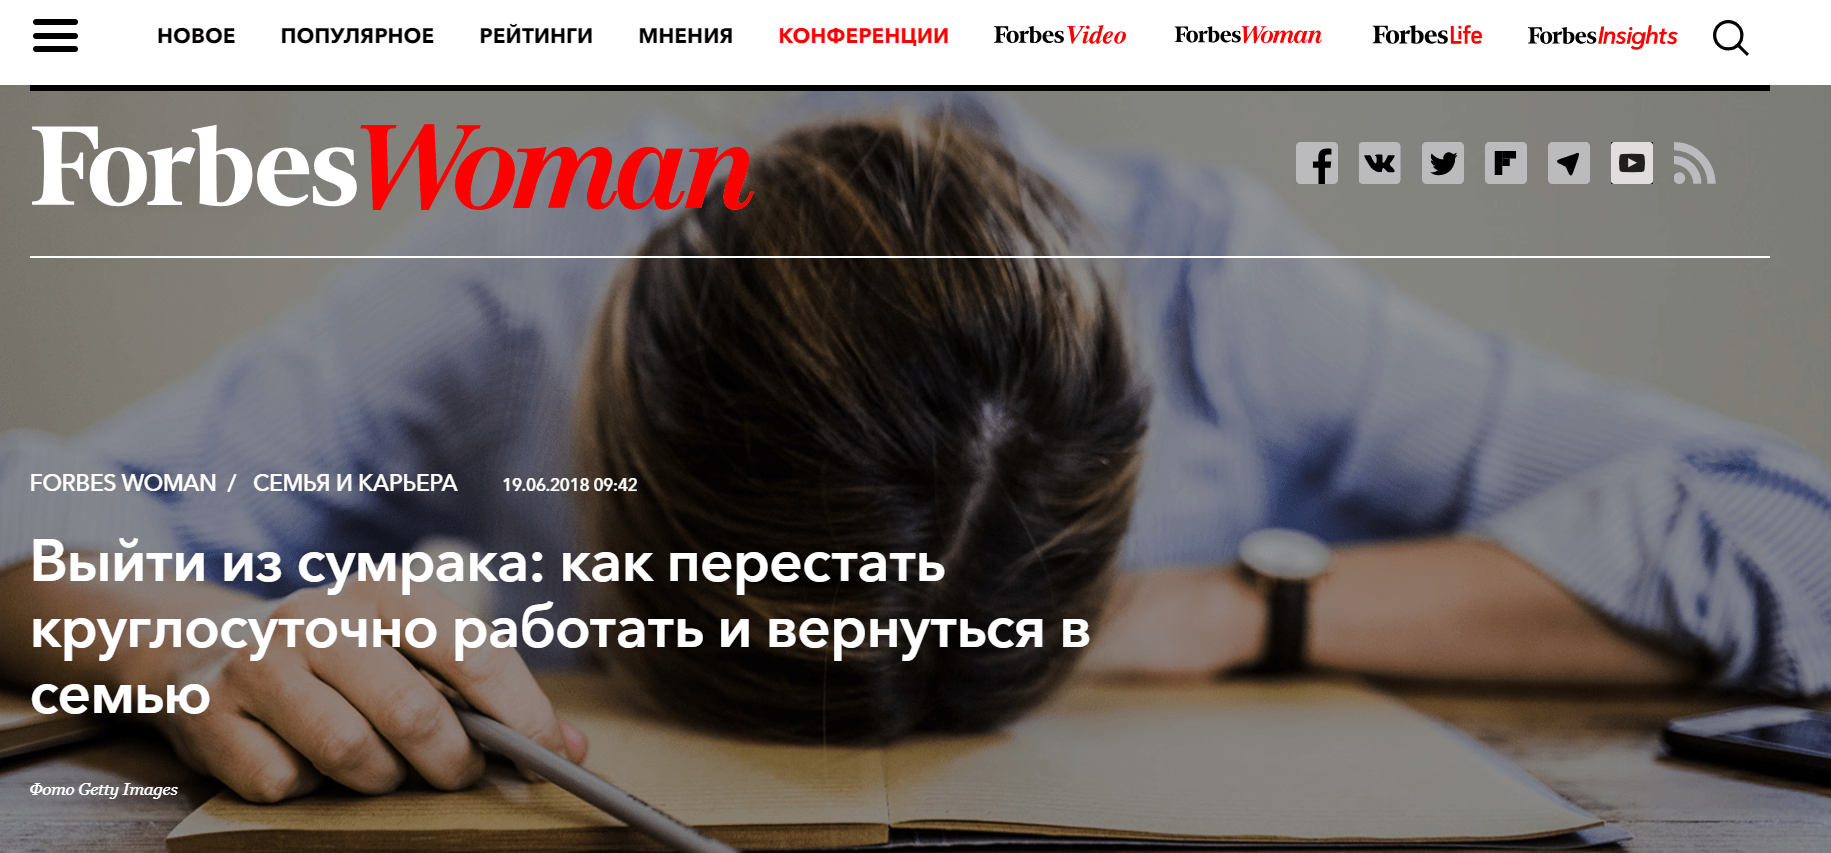 НОВОЕ ПОПУЛЯРНОЕ РЕЙТИНГИ МНЕНИЯ КОНФЕРЕНЦИИ ForbesVideo ForbesWoman ForbesLife ForbesInsights
ForbesWoman
FORBES WOMAN / СЕМЬЯ И КАРЬЕРА 19.06.2018 09:42
Выйти из сумрака: как перестать
круглосуточно работать и вернуться в
семью
Фото Getty Images